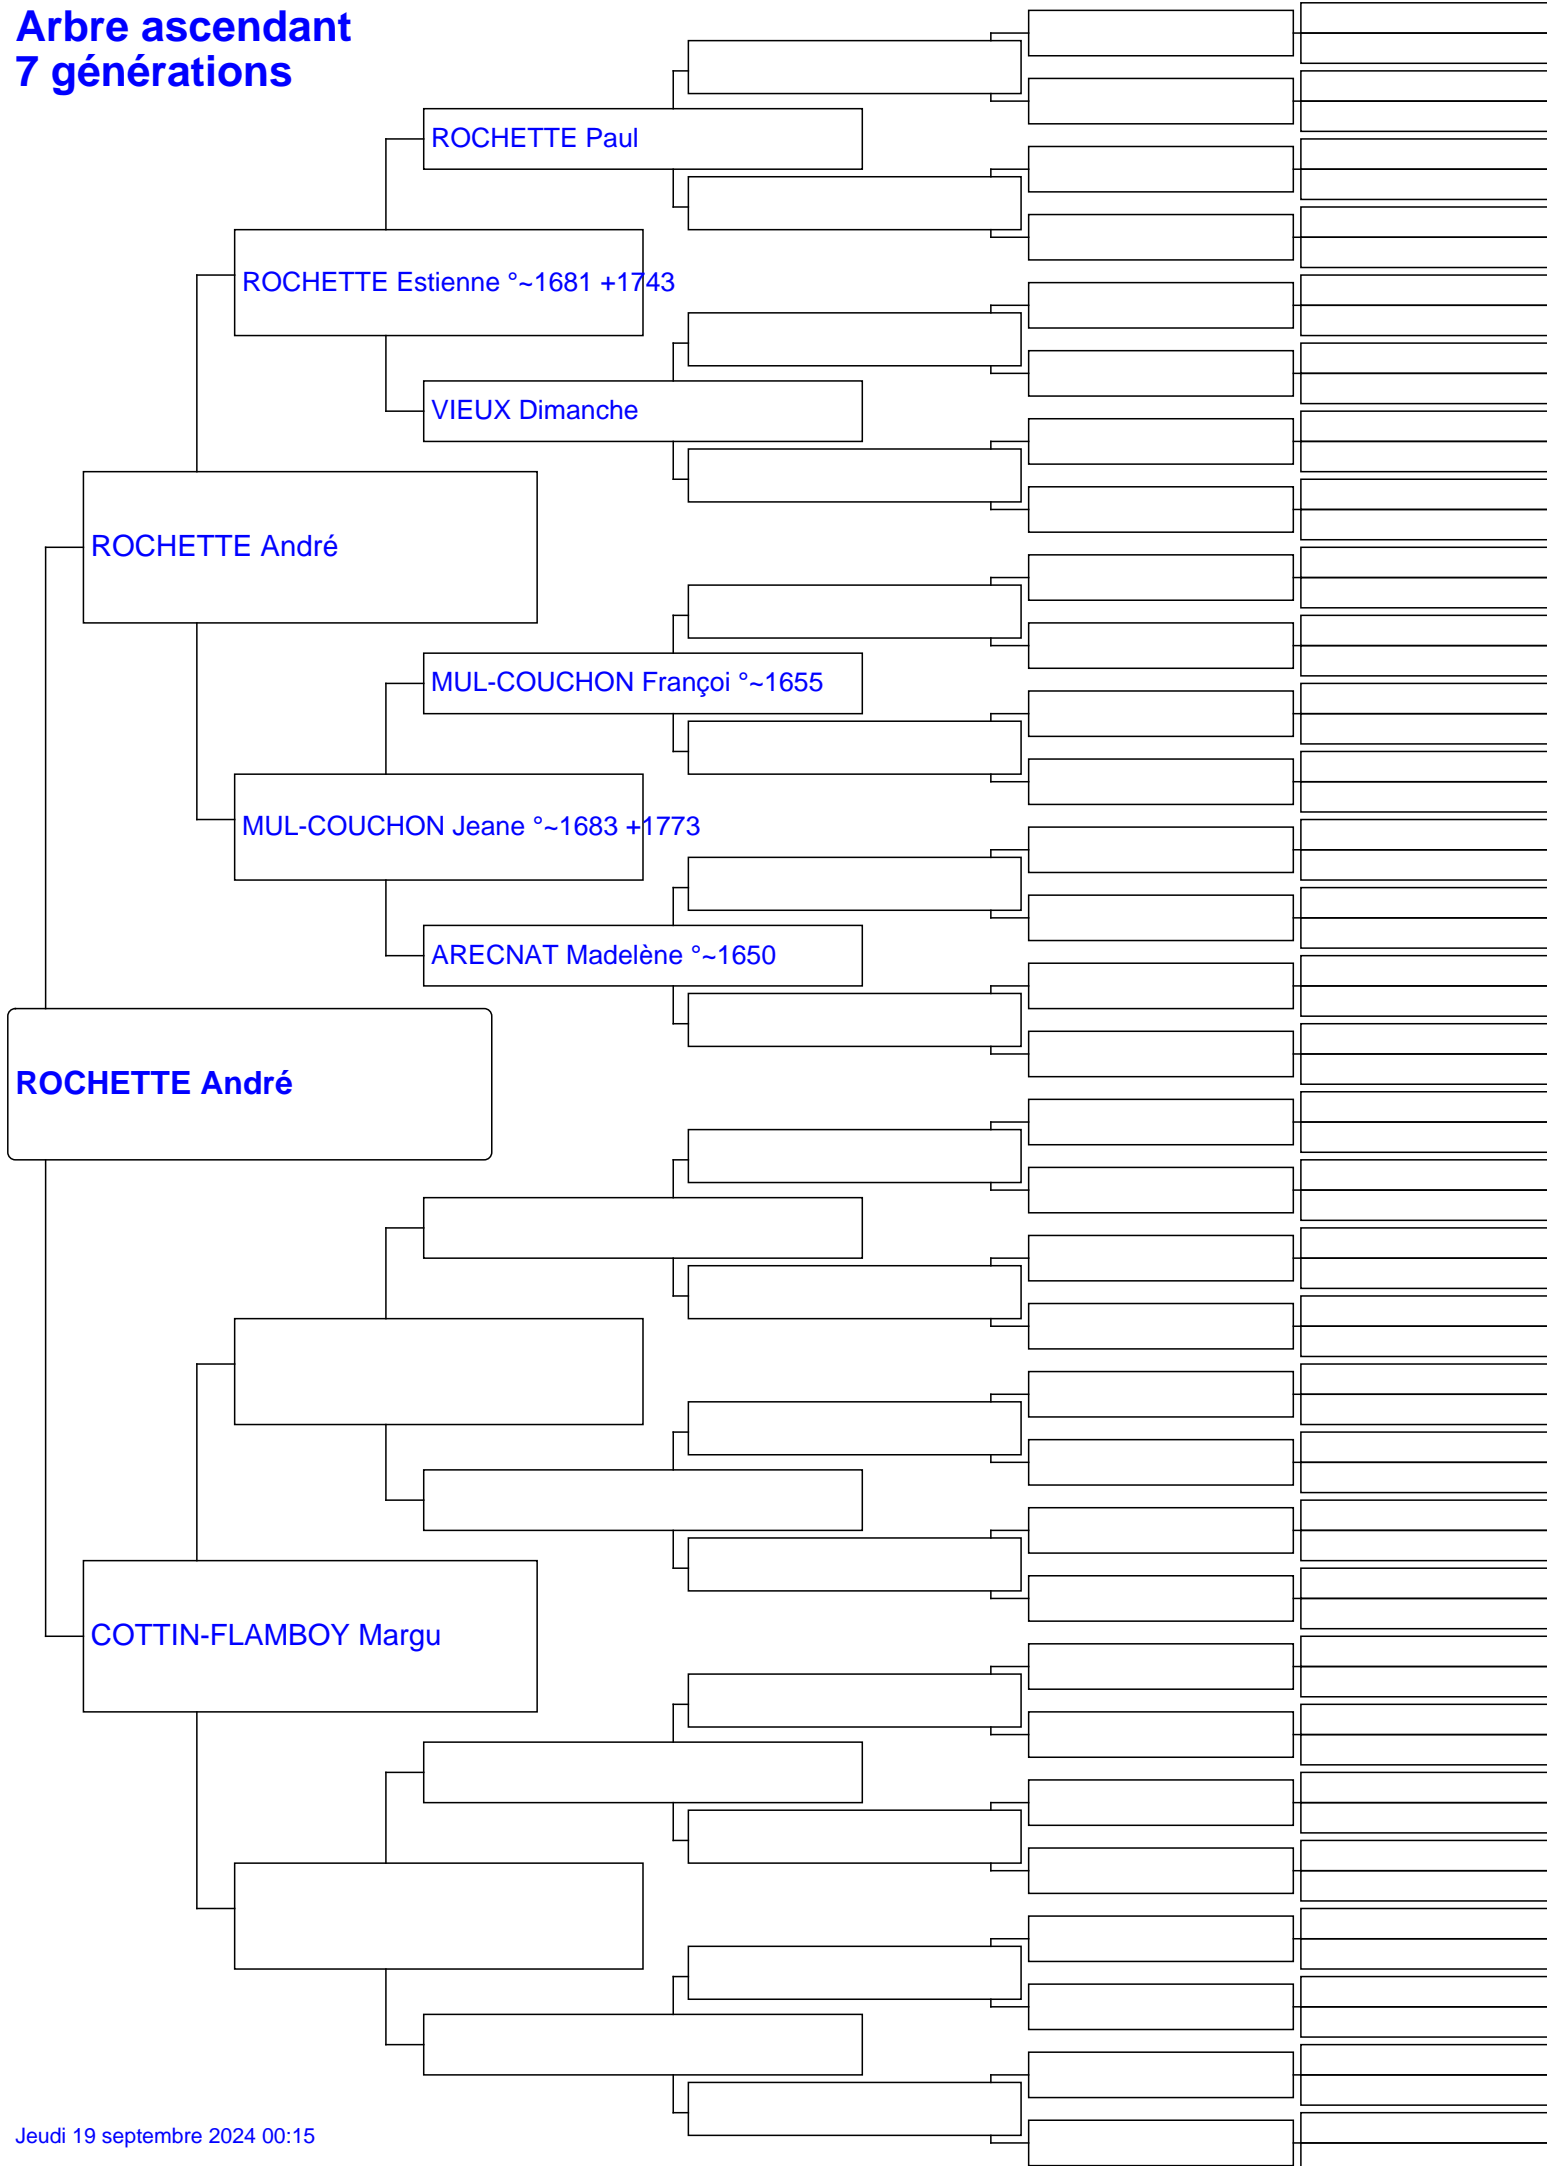 Arbre ascendant
7 générations
ROCHETTE Paul
ROCHETTE Estienne °~1681 +1743
VIEUX Dimanche
ROCHETTE André
MUL-COUCHON Françoi °~1655
MUL-COUCHON Jeane °~1683 +1773
ARECNAT Madelène °~1650
ROCHETTE André
COTTIN-FLAMBOY Margu
Jeudi 19 septembre 2024 00:15